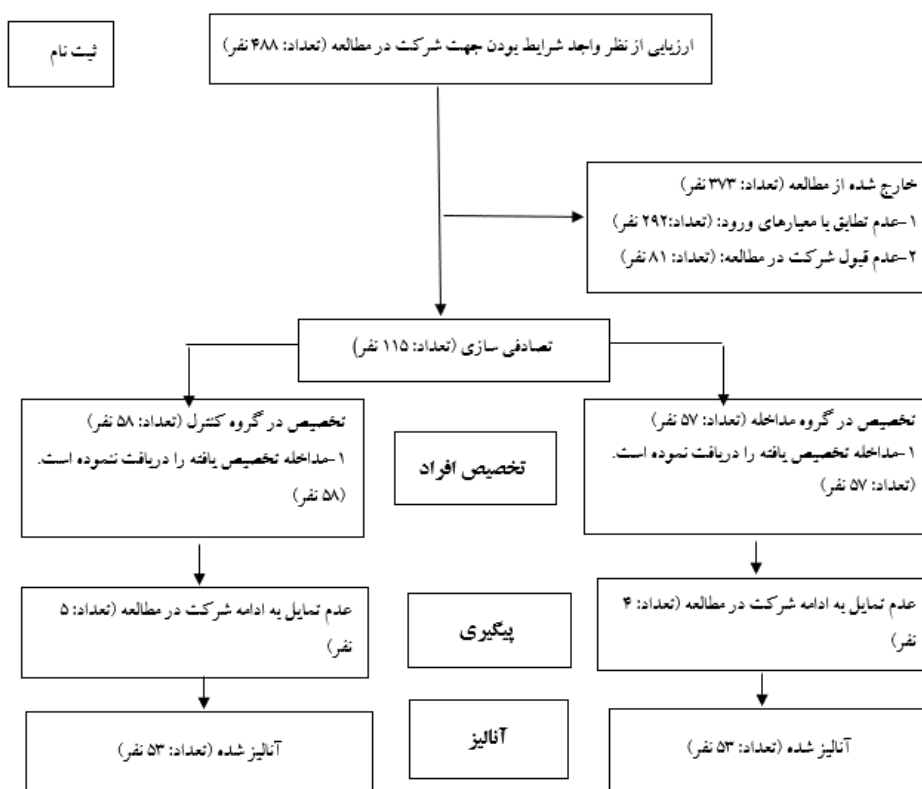 ثبت نام
ارزیابی از نظر واجد شرایط بودن جهت شرکت در مطالعه (تعداد: ۴۸۸ نفر)
خارج شده از مطالعه (تعداد: ۳۷۳ نفر)
۱-عدم تطابق با معیارهای ورود: (تعداد:۲۹۲ نفر)
۲-عدم قبول شرکت در مطالعه: (تعداد: ۸۱ نفر)
تصادفی سازی (تعداد: ۱۱۵ نفر)
تخصیص در گروه مداخله (تعداد: ۵۷ نفر)
۱-مداخله تخصیص یافته را دریافت نموده است.
(تعداد: ۵۷ نفر)
تخصیص افراد
تخصیص در گروه کنترل (تعداد: ۵۸ نفر)
۱-مداخله تخصیص یافته را دریافت ننموده است.
(۵۸ نفر)
عدم تمایل به ادامه شرکت در مطالعه (تعداد: ۴
نفر)
پیگیری
عدم تمایل به ادامه شرکت در مطالعه (تعداد: ۵
نفر)
آنالیز شده (تعداد: ۵۳ نفر)
آنالیز
آنالیز شده (تعداد: ۵۳ نفر)